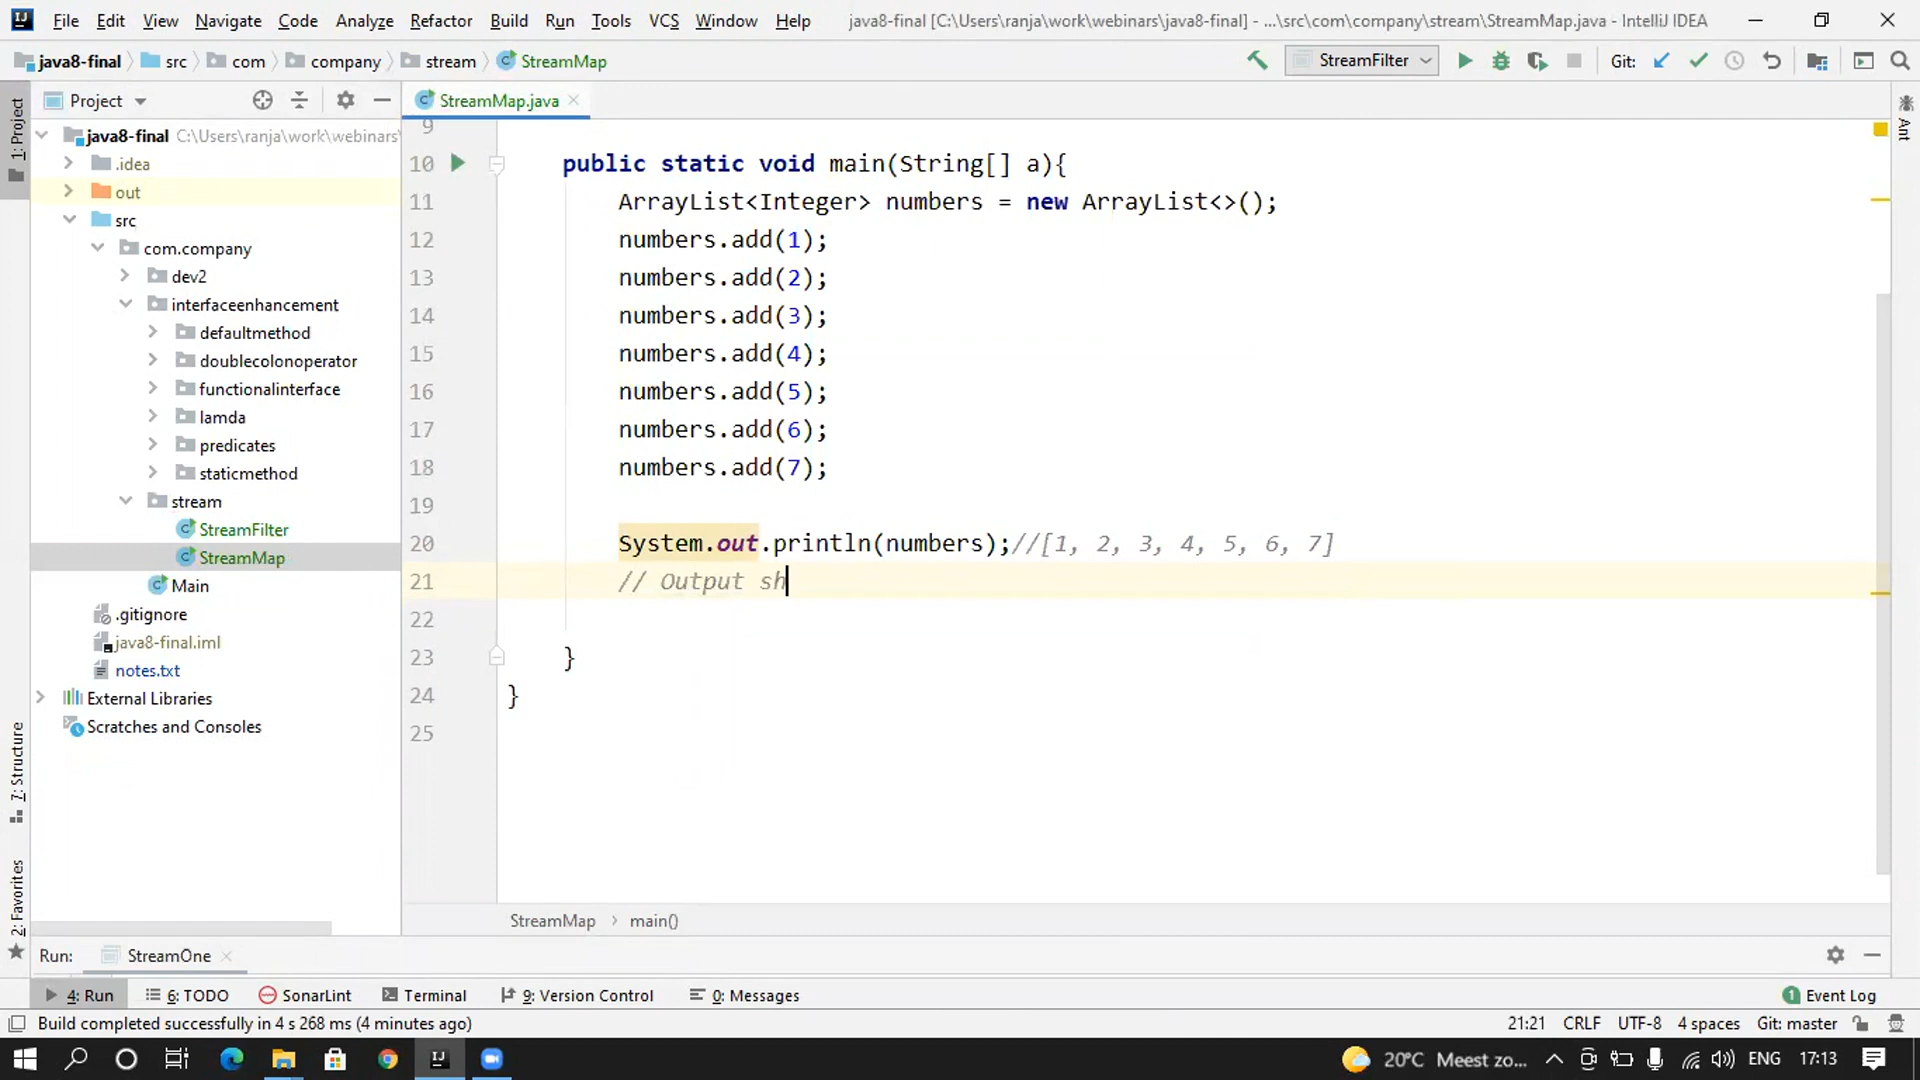 File Edit View Navigate Code Analyze Refactor Build Run Tools VCS Window Help java8-final [C:\Users\ranja\work\webinars\java8-final] - ...\src\com\company\stream\StreamMap.java - IntelliJ IDEA
java8-final src com company stream StreamMap StreamFilter Git:
Project StreamMap.java
1: Project
Ant
java8-final C:\Users\ranja\work\webinars\
.idea
out
src
com.company
dev2
interfaceenhancement
defaultmethod
doublecolonoperator
functionalinterface
lamda
predicates
staticmethod
stream
StreamFilter
StreamMap
Main
.gitignore
java8-final.iml
notes.txt
External Libraries
Scratches and Consoles
7: Structure
2: Favorites
9
10 public static void main(String[] a){
11 ArrayList<Integer> numbers = new ArrayList<>();
12 numbers.add(1);
13 numbers.add(2);
14 numbers.add(3);
15 numbers.add(4);
16 numbers.add(5);
17 numbers.add(6);
18 numbers.add(7);
19
20 System.out.println(numbers);//[1, 2, 3, 4, 5, 6, 7]
21 // Output sh
22
23 }
24 }
25
StreamMap main()
Run: StreamOne
4: Run 6: TODO SonarLint Terminal 9: Version Control 0: Messages 1 Event Log
Build completed successfully in 4 s 268 ms (4 minutes ago) 21:21 CRLF UTF-8 4 spaces Git: master
20°C Meest zo... ENG 17:13